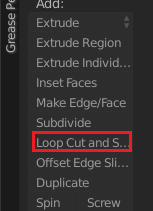 Grease Pe
Add:
Extrude
Extrude Region
Extrude Individ...
Inset Faces
Make Edge/Face
Subdivide
Loop Cut and S...
Offset Edge Sli...
Duplicate
Spin Screw